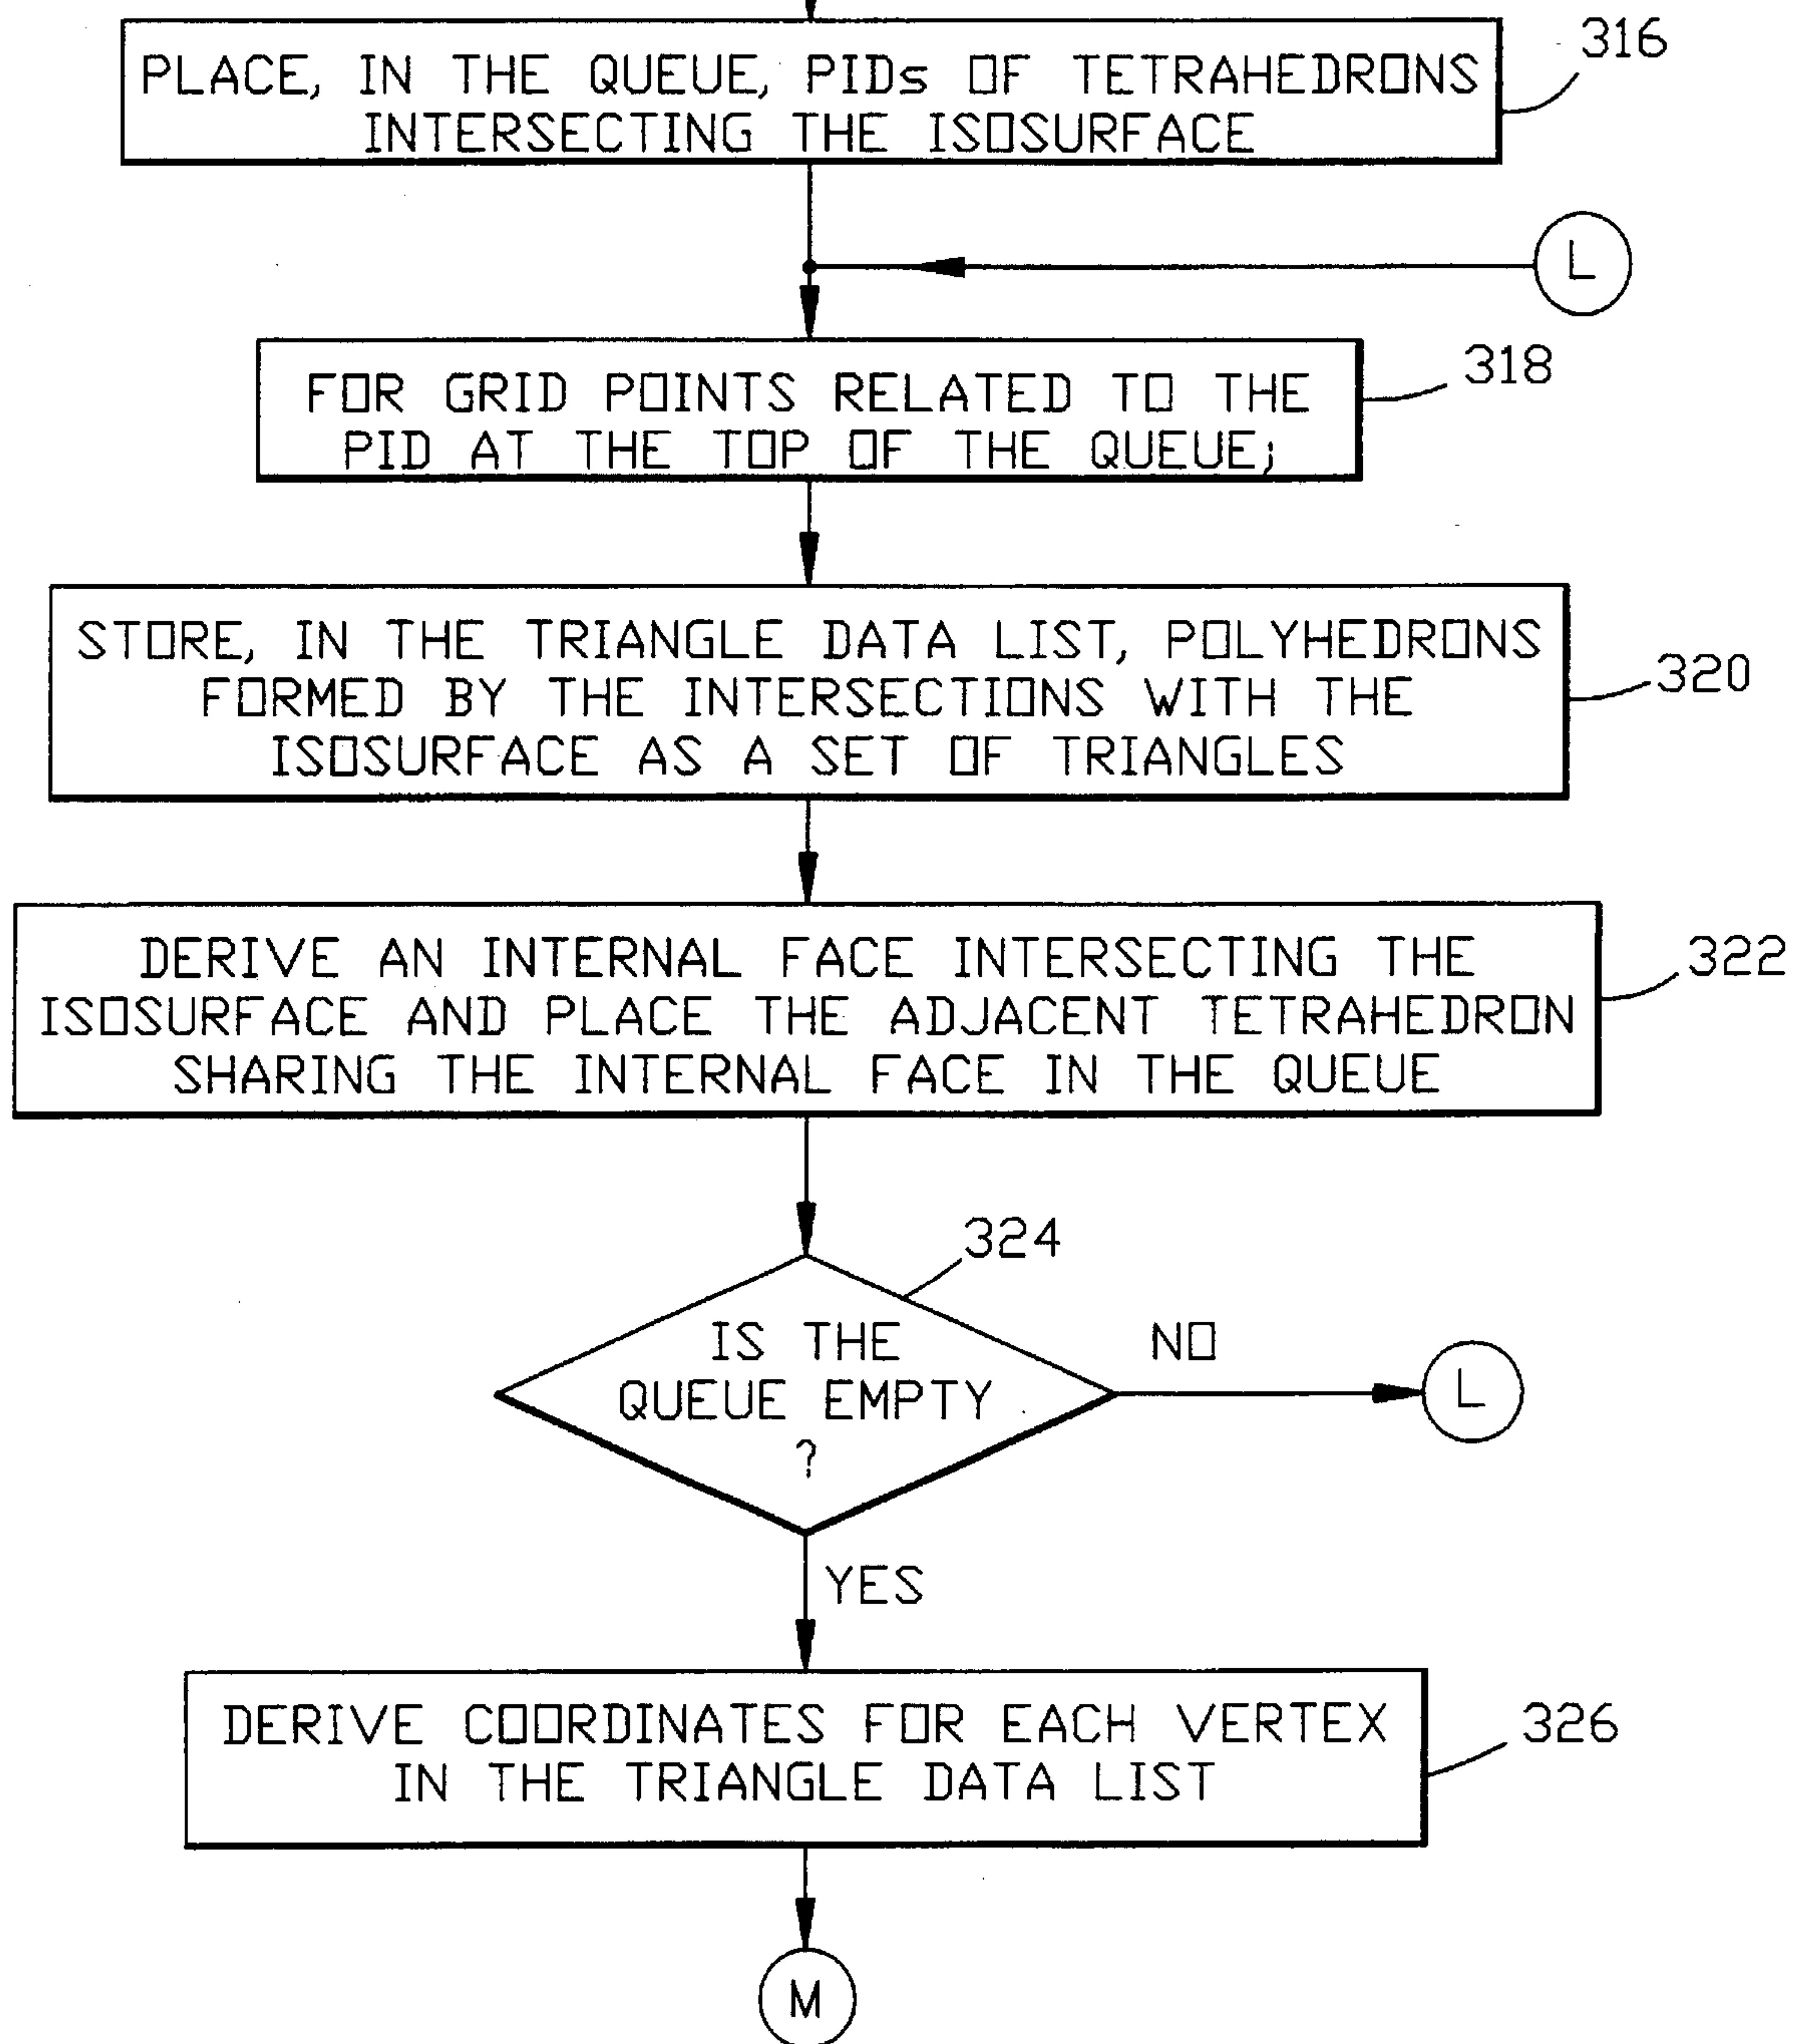 316
PLACE, IN THE QUEUE, PIDs OF TETRAHEDRONS
INTERSECTING THE ISOSURFACE
L
318
FOR GRID POINTS RELATED TO THE
PID AT THE TOP OF THE QUEUE;
STORE, IN THE TRIANGLE DATA LIST, POLYHEDRONS
FORMED BY THE INTERSECTIONS WITH THE
ISOSURFACE AS A SET OF TRIANGLES
320
DERIVE AN INTERNAL FACE INTERSECTING THE
ISOSURFACE AND PLACE THE ADJACENT TETRAHEDRON
SHARING THE INTERNAL FACE IN THE QUEUE
322
324
IS THE
QUEUE EMPTY
?
NO
L
YES
DERIVE COORDINATES FOR EACH VERTEX
IN THE TRIANGLE DATA LIST
326
M